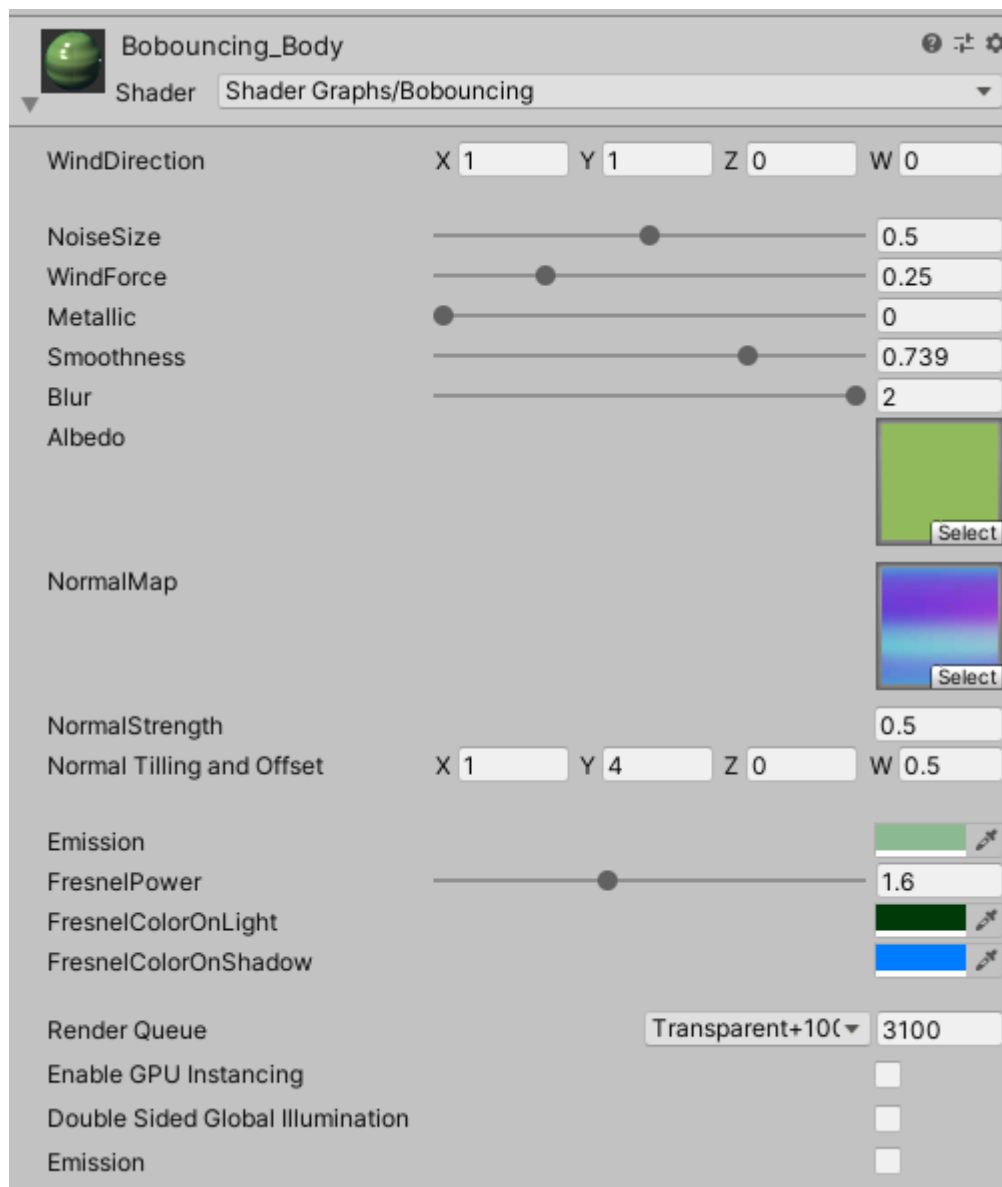 Bobouncing_Body
Shader Shader Graphs/Bobouncing
WindDirection X 1 Y 1 Z 0 W 0
NoiseSize 0.5
WindForce 0.25
Metallic 0
Smoothness 0.739
Blur 2
Albedo
Select
NormalMap
Select
NormalStrength 0.5
Normal Tilling and Offset X 1 Y 4 Z 0 W 0.5
Emission
FresnelPower 1.6
FresnelColorOnLight
FresnelColorOnShadow
Render Queue Transparent+10( 3100
Enable GPU Instancing
Double Sided Global Illumination
Emission